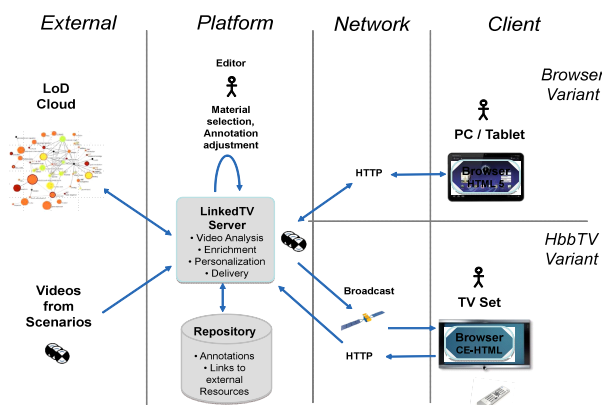 External
Platform
Network
Client
LoD
Cloud
Editor
Material
selection,
Annotation
adjustment
Browser
Variant
PC / Tablet
HTTP
Browser
HTML 5
LinkedTV
Server
• Video Analysis
• Enrichment
• Personalization
• Delivery
HbbTV
Variant
Videos
from
Scenarios
Broadcast
TV Set
Repository
• Annotations
• Links to
external
Resources
HTTP
Browser
CE-HTML